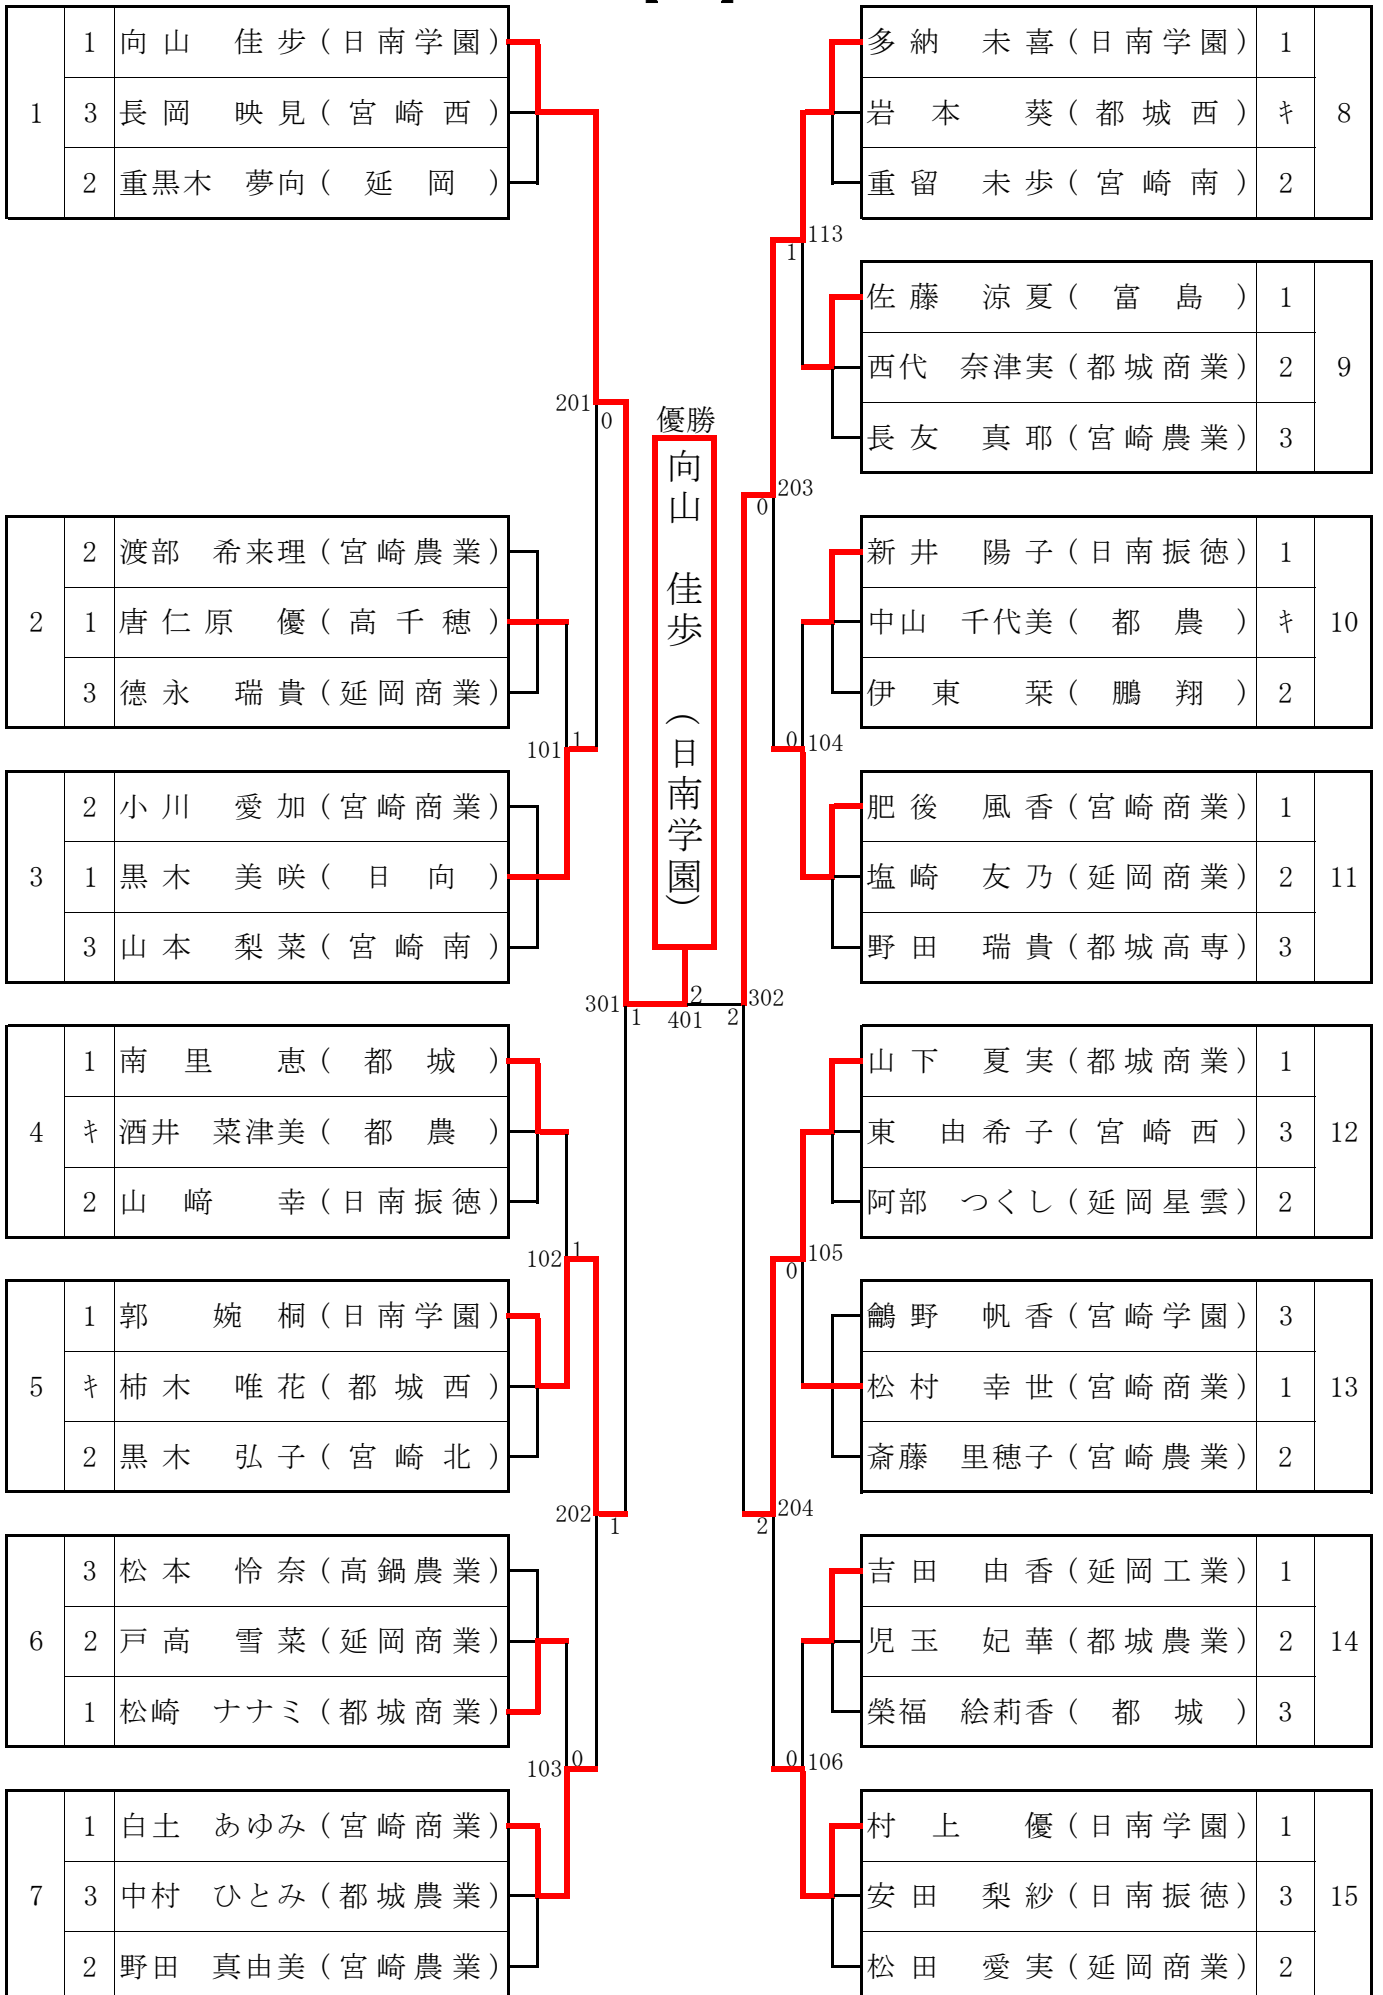 1 1 向山 佳歩 (日南学園)
3 長岡 映見 (宮崎西)
2 重黒木 夢向 (延岡)
2 2 渡部 希来理 (宮崎農業)
1 唐仁原 優 (高千穂)
3 德永 瑞貴 (延岡商業)
3 2 小川 愛加 (宮崎商業)
1 黒木 美咲 (日向)
3 山本 梨菜 (宮崎南)
4 1 南里 恵 (都城)
キ 酒井 菜津美 (都農)
2 山﨑 幸 (日南振徳)
5 1 郭 婉桐 (日南学園)
キ 柿木 唯花 (都城西)
2 黒木 弘子 (宮崎北)
6 3 松本 怜奈 (高鍋農業)
2 戸高 雪菜 (延岡商業)
1 松崎 ナナミ (都城商業)
7 1 白土 あゆみ (宮崎商業)
3 中村 ひとみ (都城農業)
2 野田 真由美 (宮崎農業)
201
0
101 1
301
1
102 1
202
1
103 0
優勝
向山 佳歩 (日南学園)
2
401
113
1
203
0
0 104
302
2
105
0
204
2
0 106
多納 未喜 (日南学園) 1 8
岩本 葵 (都城西) キ
重留 未歩 (宮崎南) 2
佐藤 涼夏 (富島) 1 9
西代 奈津実 (都城商業) 2
長友 真耶 (宮崎農業) 3
新井 陽子 (日南振徳) 1 10
中山 千代美 (都農) キ
伊東 栞 (鵬翔) 2
肥後 風香 (宮崎商業) 1 11
塩崎 友乃 (延岡商業) 2
野田 瑞貴 (都城高専) 3
山下 夏実 (都城商業) 1 12
東 由希子 (宮崎西) 3
阿部 つくし (延岡星雲) 2
野 帆香 (宮崎学園) 3 13
松村 幸世 (宮崎商業) 1
斎藤 里穂子 (宮崎農業) 2
吉田 由香 (延岡工業) 1 14
児玉 妃華 (都城農業) 2
榮福 絵莉香 (都城) 3
村上 優 (日南学園) 1 15
安田 梨紗 (日南振徳) 3
松田 愛実 (延岡商業) 2